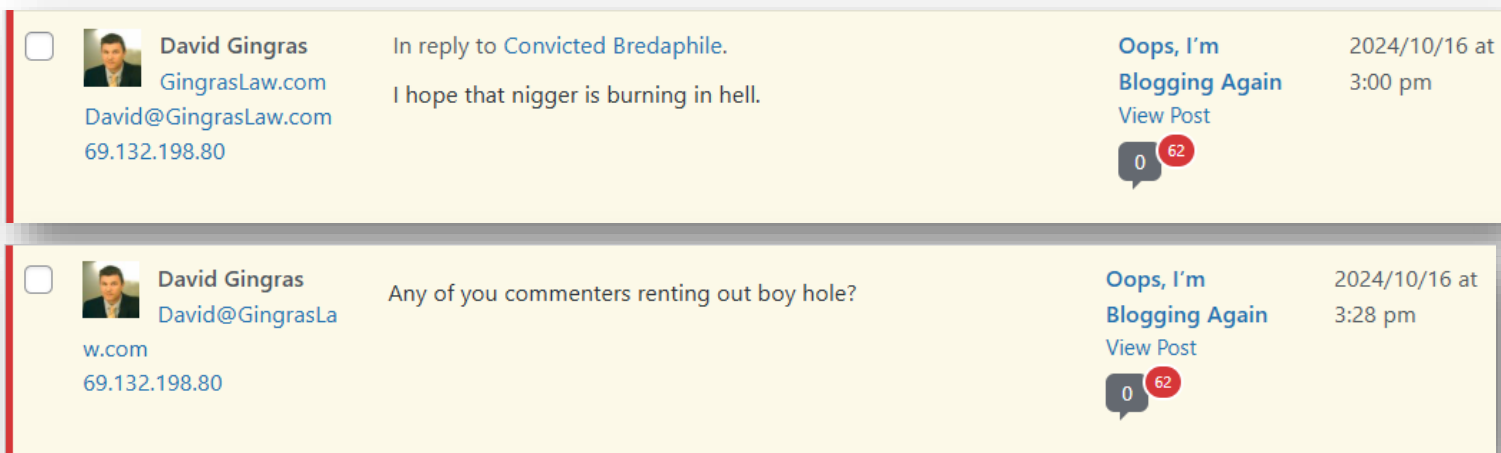 David Gingras
GingrasLaw.com
David@GingrasLaw.com
69.132.198.80
In reply to Convicted Bredaphile.
I hope that nigger is burning in hell.
Oops, I'm
Blogging Again
View Post
0
62
2024/10/16 at
3:00 pm
David Gingras
David@GingrasLa
w.com
69.132.198.80
Any of you commenters renting out boy hole?
Oops, I'm
Blogging Again
View Post
0
62
2024/10/16 at
3:28 pm